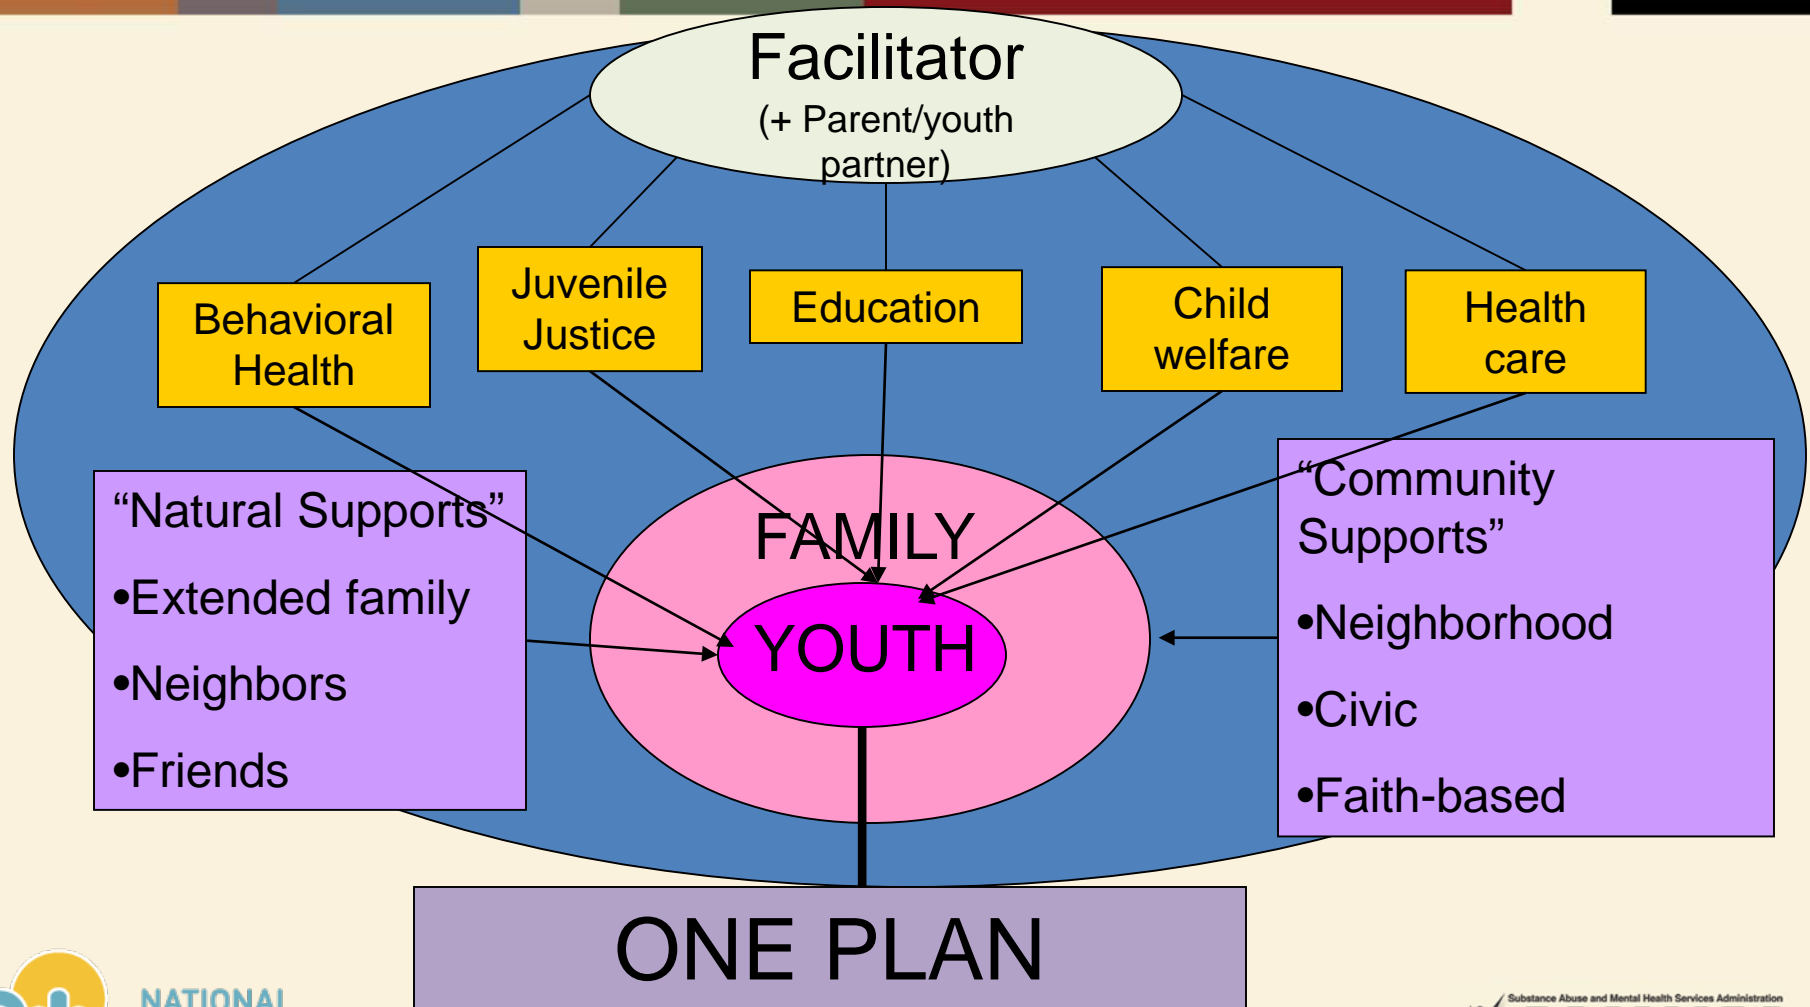 Facilitator
(+ Parent/youth
partner)
Behavioral
Health
Juvenile
Justice
Education
Child
welfare
Health
care
“Natural Supports”
•Extended family
•Neighbors
•Friends
FAMILY
YOUTH
“Community
Supports”
•Neighborhood
•Civic
•Faith-based
ONE PLAN
NATIONAL
Substance Abuse and Mental Health Services Administration